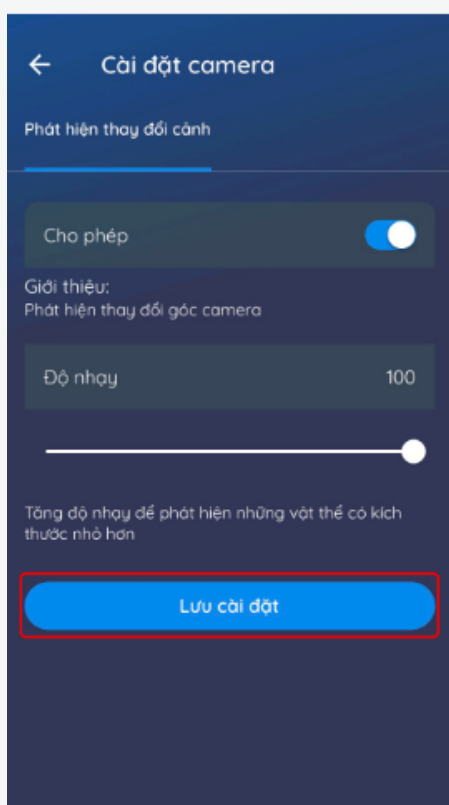 Cài đặt camera
Phát hiện thay đổi cảnh
Cho phép
Giới thiệu:
Phát hiện thay đổi góc camera
Độ nhạy 100
Tăng độ nhạy để phát hiện những vật thể có kích
thước nhỏ hơn
Lưu cài đặt